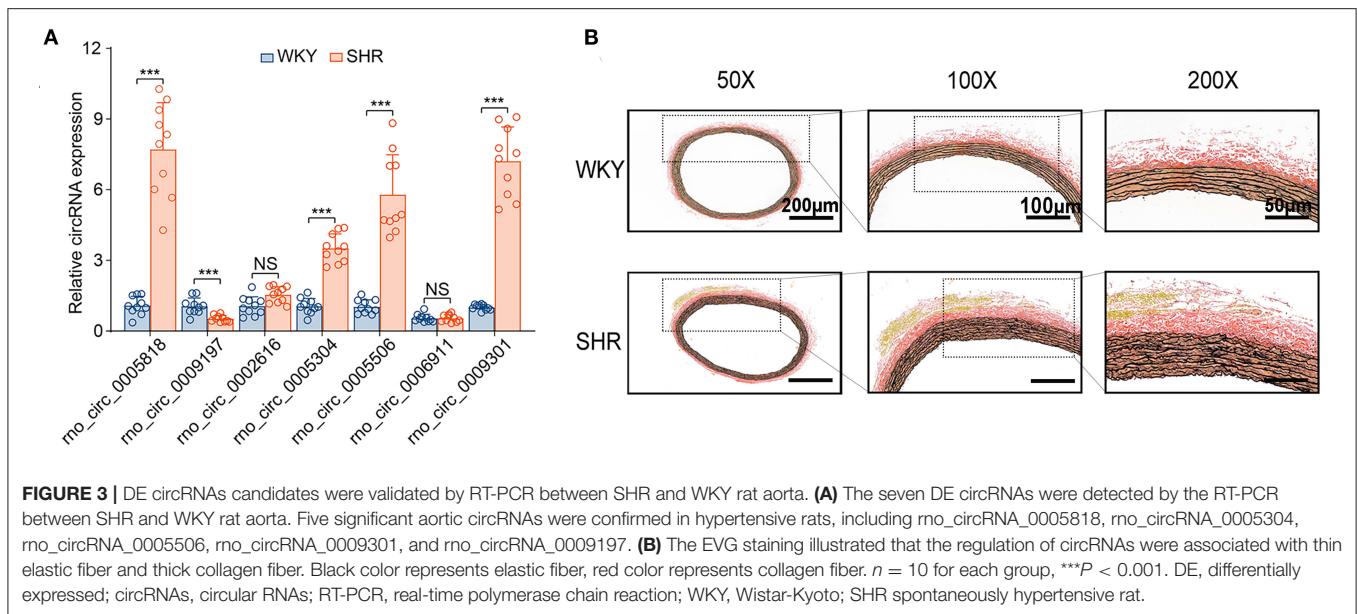 A
Relative circRNA expression
12
9
6
3
0
WKY SHR
***
***
NS
***
***
NS
***
rno_circ_0005818
rno_circ_0009197
rno_circ_0002616
rno_circ_0005304
rno_circ_0005506
rno_circ_0006911
rno_circ_0009301
B
50X 100X 200X
WKY
200μm
100μm
50μm
SHR
FIGURE 3 | DE circRNAs candidates were validated by RT-PCR between SHR and WKY rat aorta. (A) The seven DE circRNAs were detected by the RT-PCR
between SHR and WKY rat aorta. Five significant aortic circRNAs were confirmed in hypertensive rats, including rno_circRNA_0005818, rno_circRNA_0005304,
rno_circRNA_0005506, rno_circRNA_0009301, and rno_circRNA_0009197. (B) The EVG staining illustrated that the regulation of circRNAs were associated with thin
elastic fiber and thick collagen fiber. Black color represents elastic fiber, red color represents collagen fiber. n = 10 for each group, ***P < 0.001. DE, differentially
expressed; circRNAs, circular RNAs; RT-PCR, real-time polymerase chain reaction; WKY, Wistar-Kyoto; SHR spontaneously hypertensive rat.